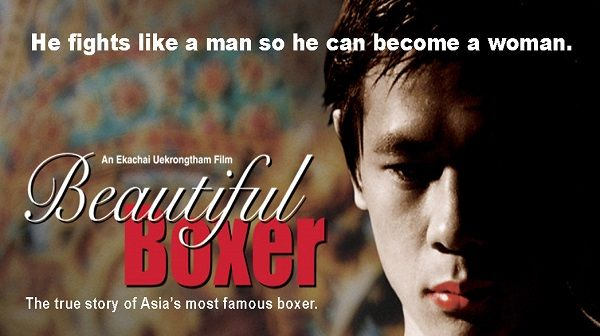 He fights like a man so he can become a woman.
An Ekachai Uekrongtham Film
Beautiful
Boxer
The true story of Asia's most famous boxer.